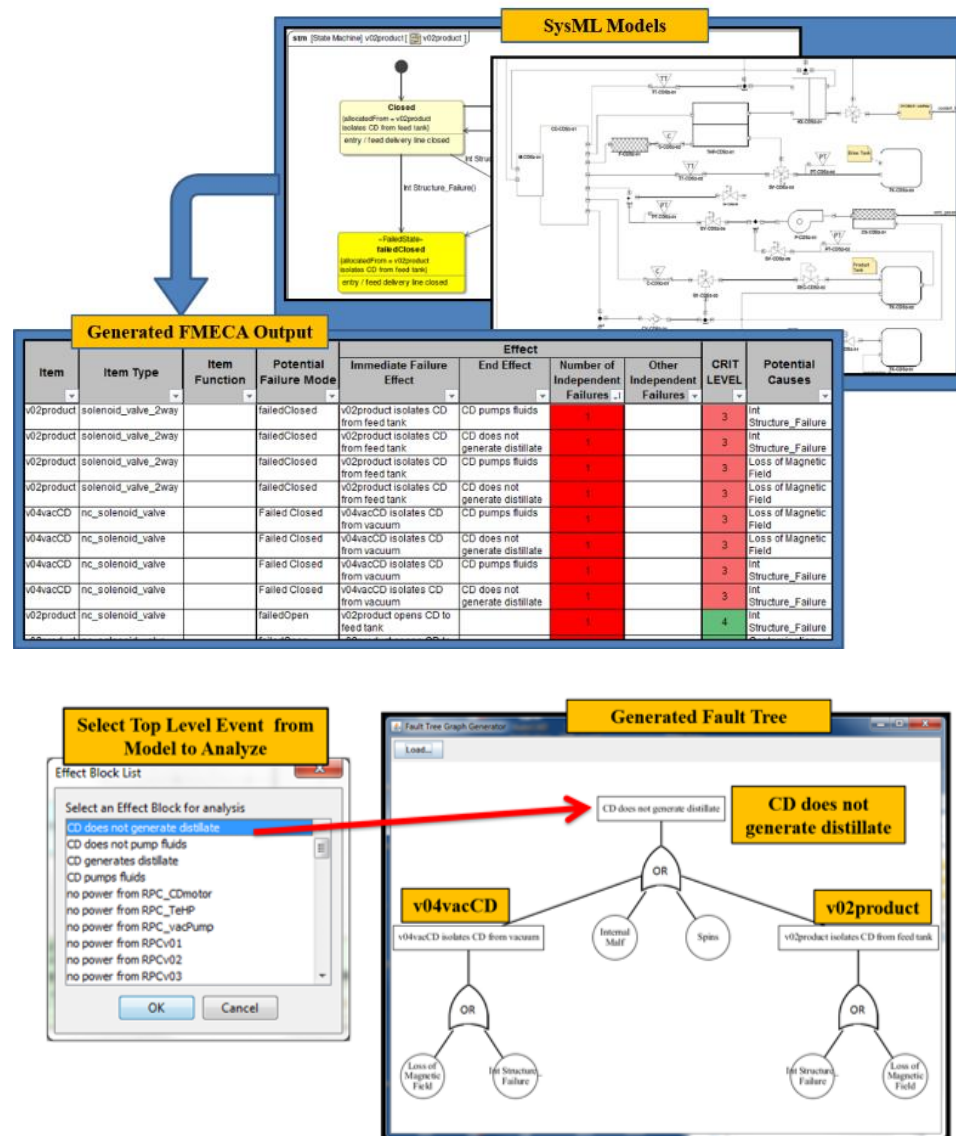 SysML Models
stm [State Machine] v02product [ v02product ]
Closed
{allocatedFrom = v02product
isolates CD from feed tank}
entry / feed delivery line closed
Int Structure_Failure()
«FailedState»
failedClosed
{allocatedFrom = v02product
isolates CD from feed tank}
entry / feed delivery line closed
TT
C
TT
PT
PT
PT
C
Product
Tank
Generated FMECA Output
Effect
Item
Item Type
Item
Function
Potential
Failure Mode
Immediate Failure
Effect
End Effect
Number of
Independent
Failures
Other
Independent
Failures
CRIT
LEVEL
Potential
Causes
v02product solenoid_valve_2way failedClosed v02product isolates CD CD pumps fluids 1 3 Int
from feed tank Structure_Failure
v02product solenoid_valve_2way failedClosed v02product isolates CD CD does not 1 3 Int
from feed tank generate distillate Structure_Failure
v02product solenoid_valve_2way failedClosed v02product isolates CD CD pumps fluids 1 3 Loss of Magnetic
from feed tank Field
v02product solenoid_valve_2way failedClosed v02product isolates CD CD does not 1 3 Loss of Magnetic
from feed tank generate distillate Field
v04vacCD nc_solenoid_valve Failed Closed v04vacCD isolates CD CD pumps fluids 1 3 Loss of Magnetic
from vacuum Field
v04vacCD nc_solenoid_valve Failed Closed v04vacCD isolates CD CD does not 1 3 Loss of Magnetic
from vacuum generate distillate Field
v04vacCD nc_solenoid_valve Failed Closed v04vacCD isolates CD CD pumps fluids 1 3 Int
from vacuum Structure_Failure
v04vacCD nc_solenoid_valve Failed Closed v04vacCD isolates CD CD does not 1 3 Int
from vacuum generate distillate Structure_Failure
v02product nc_solenoid_valve failedOpen v02product opens CD to 1 4 Int
feed tank Structure_Failure
Select Top Level Event from
Model to Analyze
Effect Block List
Select an Effect Block for analysis
CD does not generate distillate
CD does not pump fluids
CD generates distillate
CD pumps fluids
no power from RPC_CDmotor
no power from RPC_TeHP
no power from RPC_vacPump
no power from RPCv01
no power from RPCv02
no power from RPCv03
OK
Cancel
Generated Fault Tree
Fault Tree Graph Generator
Load...
CD does not generate distillate
CD does not
generate distillate
OR
v04vacCD
v02product
v04vacCD isolates CD from vacuum
Internal
Malf
Spins
v02product isolates CD from feed tank
OR
OR
Loss of
Magnetic
Field
Int Structure_
Failure
Int Structure_
Failure
Loss of
Magnetic
Field